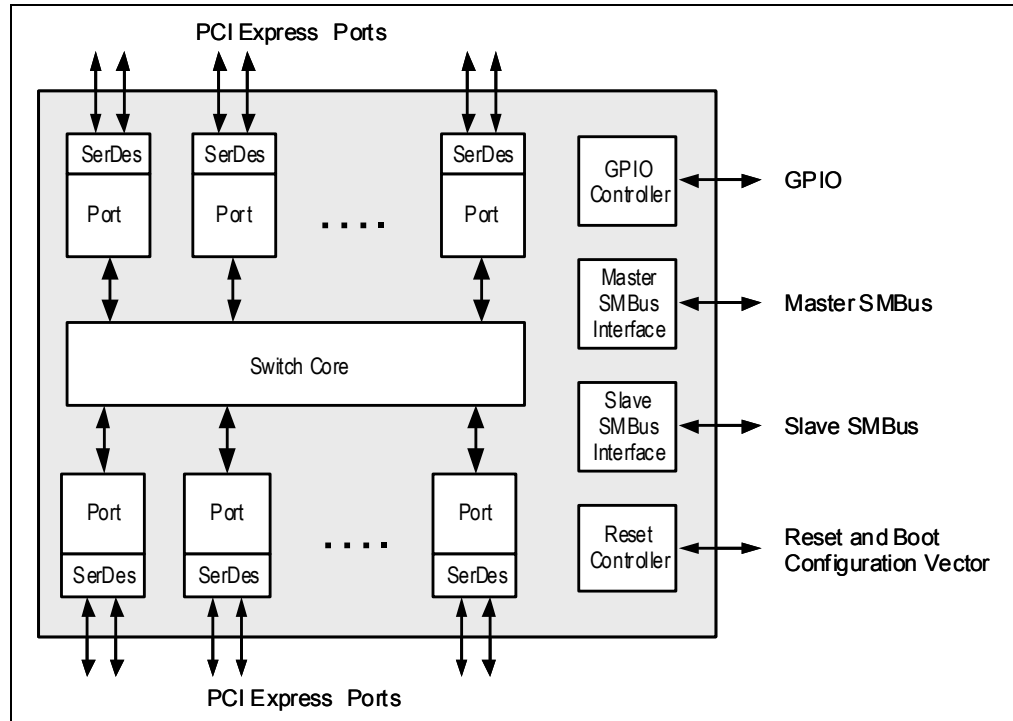 PCI Express Ports
SerDes
SerDes
SerDes
Port
Port
Port
GPIO
Controller
GPIO
Master
SMBus
Interface
Master SMBus
Switch Core
Slave
SMBus
Interface
Slave SMBus
Port
Port
Port
SerDes
SerDes
SerDes
Reset
Controller
Reset and Boot
Configuration Vector
PCI Express Ports